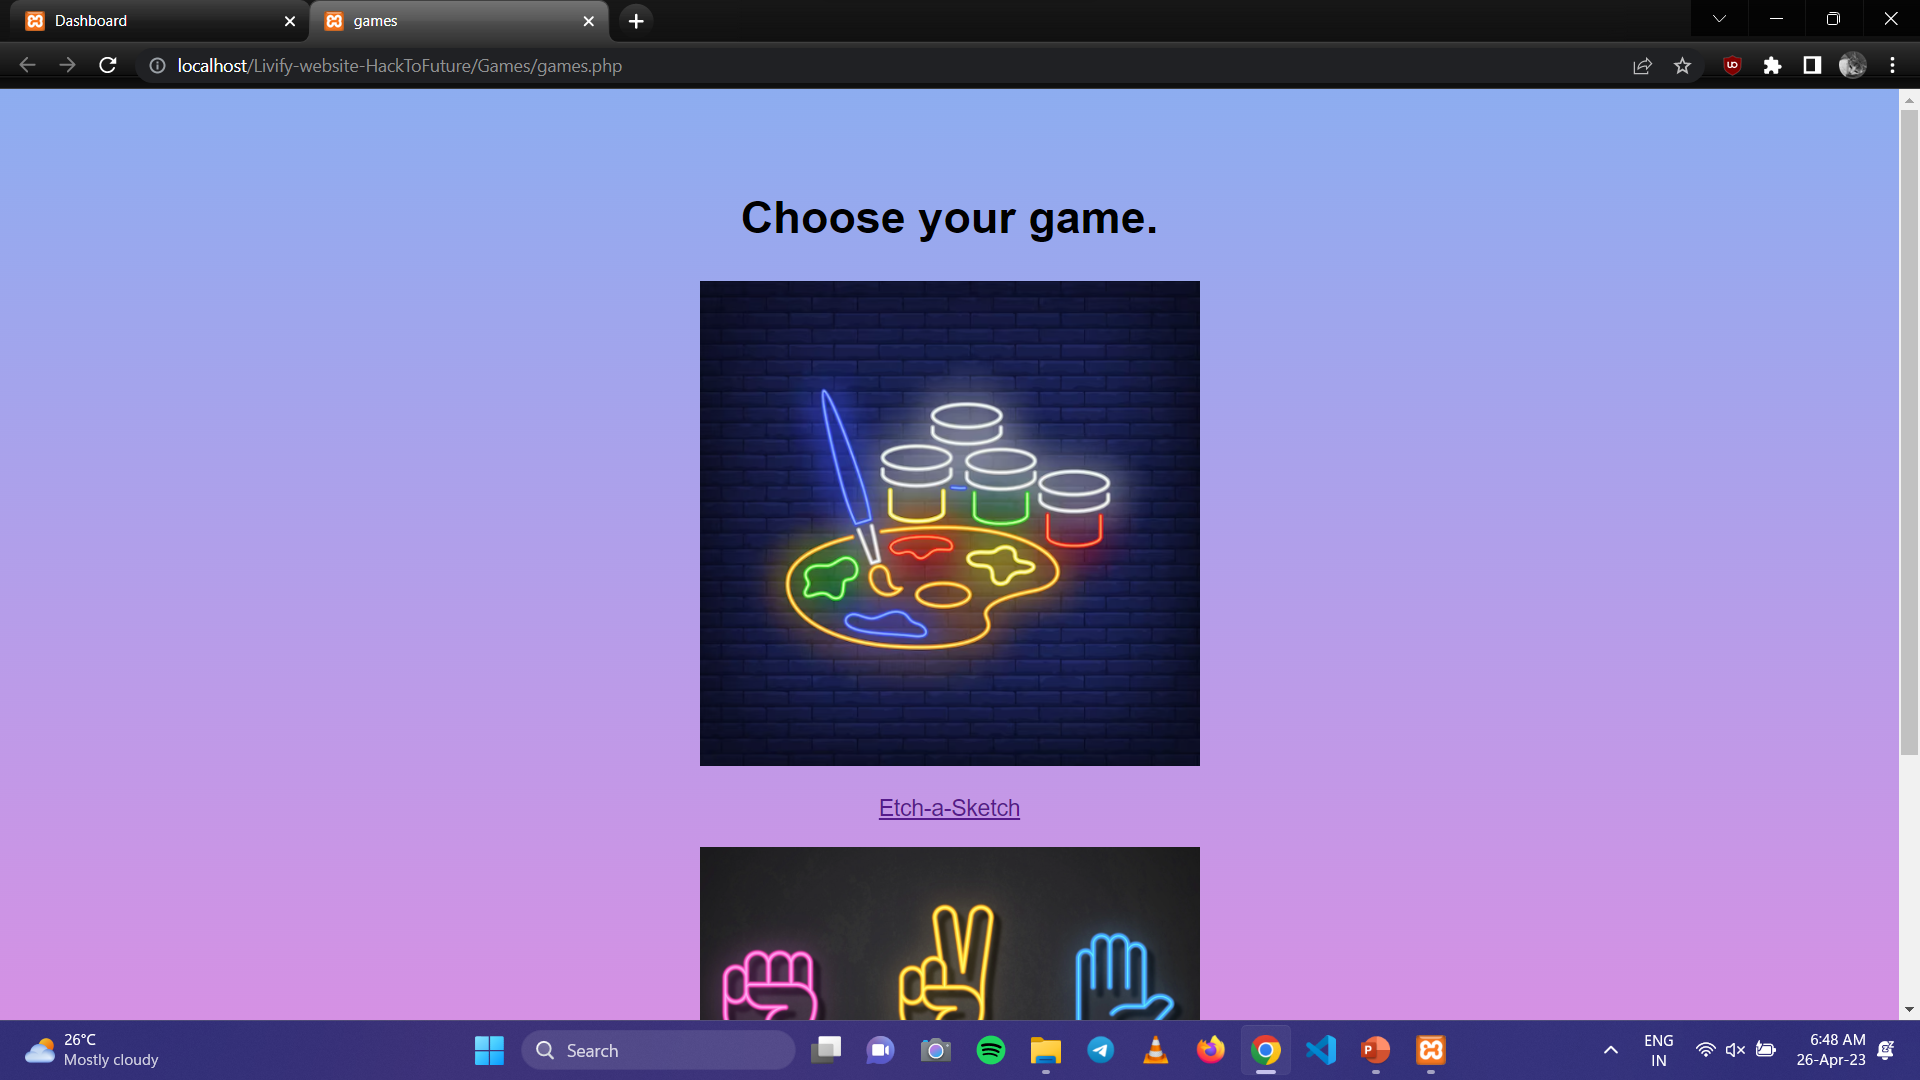 Dashboard
games
localhost/Livify-website-HackToFuture/Games/games.php
Choose your game.
Etch-a-Sketch
26°C
Mostly cloudy
Search
ENG
IN
6:48 AM
26-Apr-23